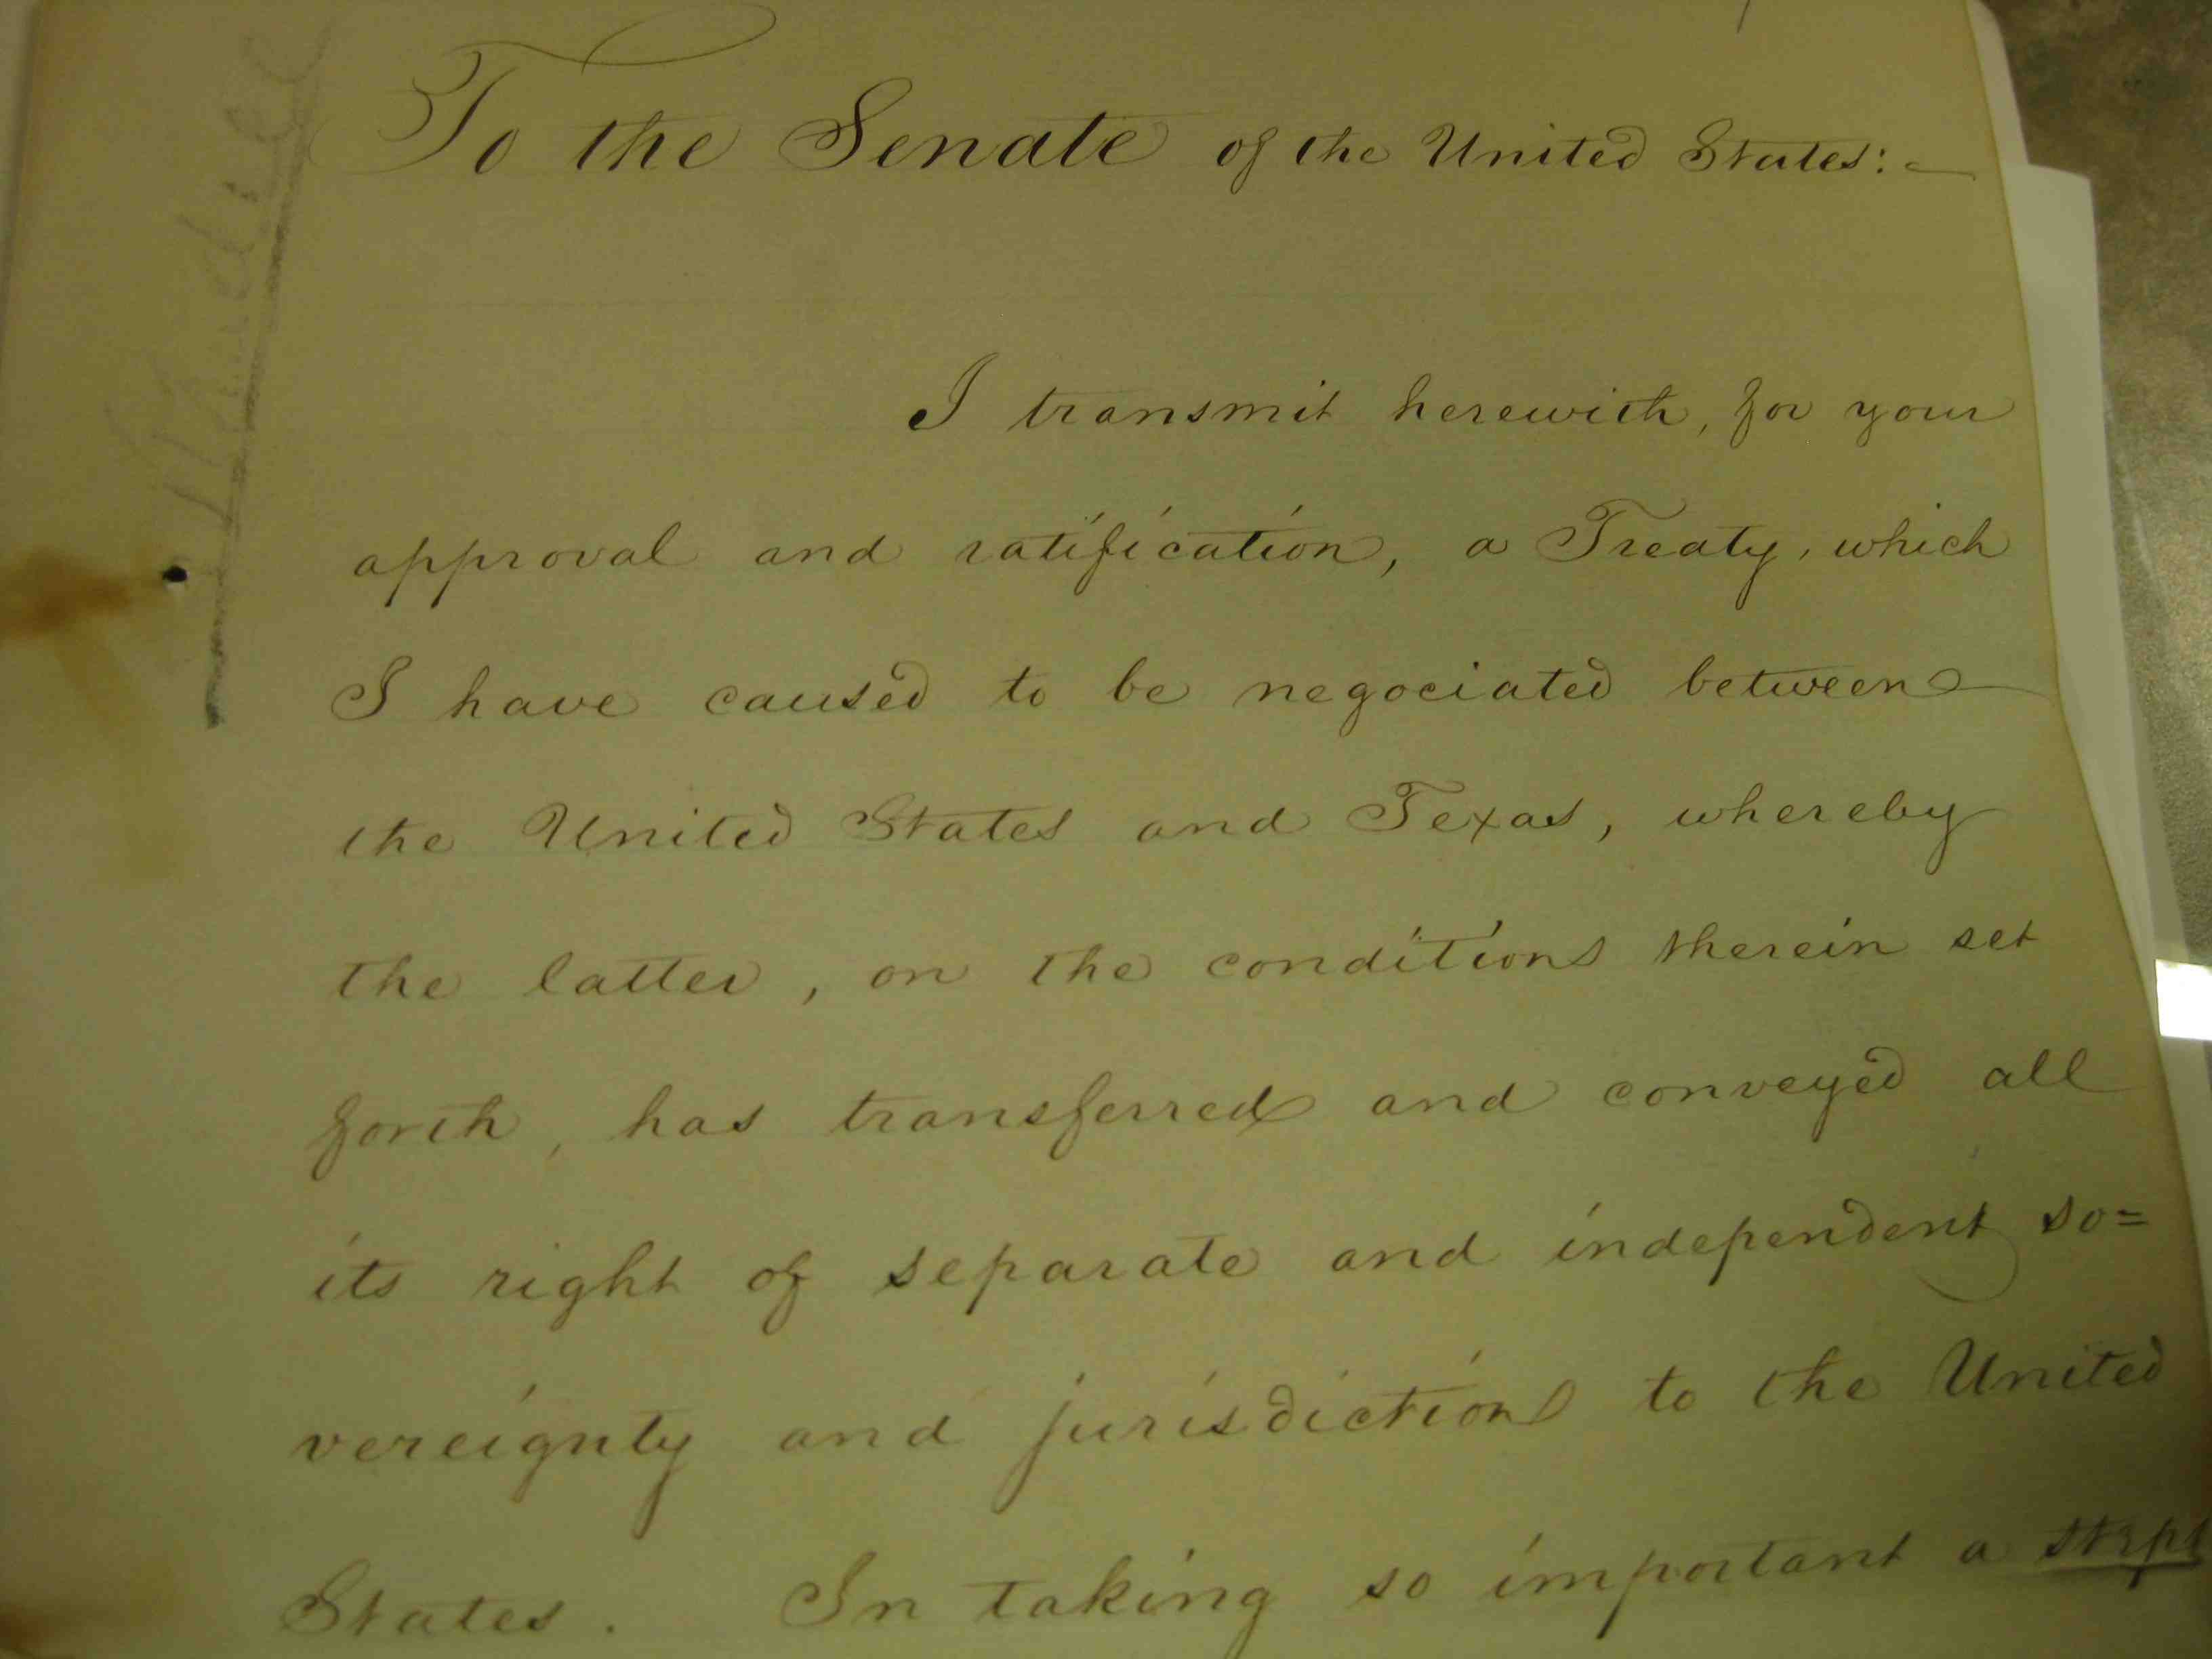 To the Senate of the United States:
I transmit herewith, for your
approval and ratification, a Treaty, which
I have caused to be negociated between
the United States and Texas, whereby
the latter, on the conditions therein set
forth, has transferred and conveyed all
its right of separate and independent so=
vereignty and jurisdiction to the United
States. In taking so important a step